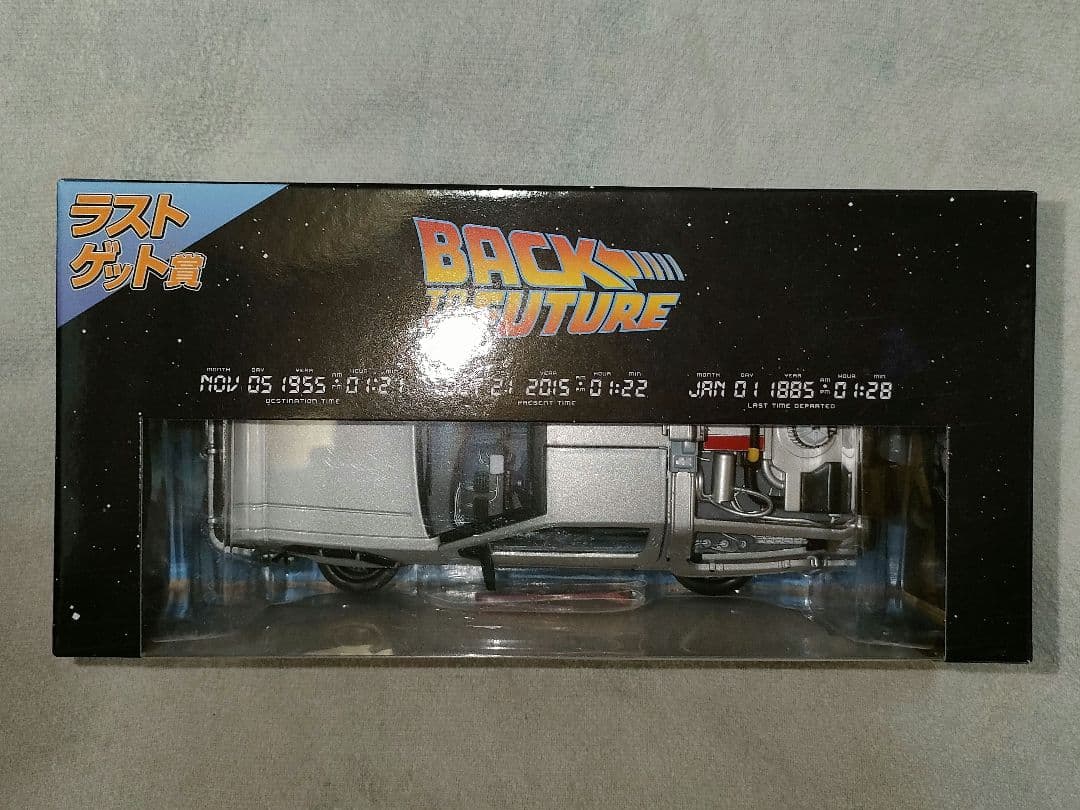 ラスト
ゲット賞
BACK
TO THE FUTURE
MONTH DAY YEAR AM PM HOUR MIN
NOV 05 1955 01:21
DESTINATION TIME
YEAR AM PM HOUR MIN
21 2015 01:22
PRESENT TIME
MONTH DAY YEAR AM PM HOUR MIN
JAN 01 1885 01:28
LAST TIME DEPARTED